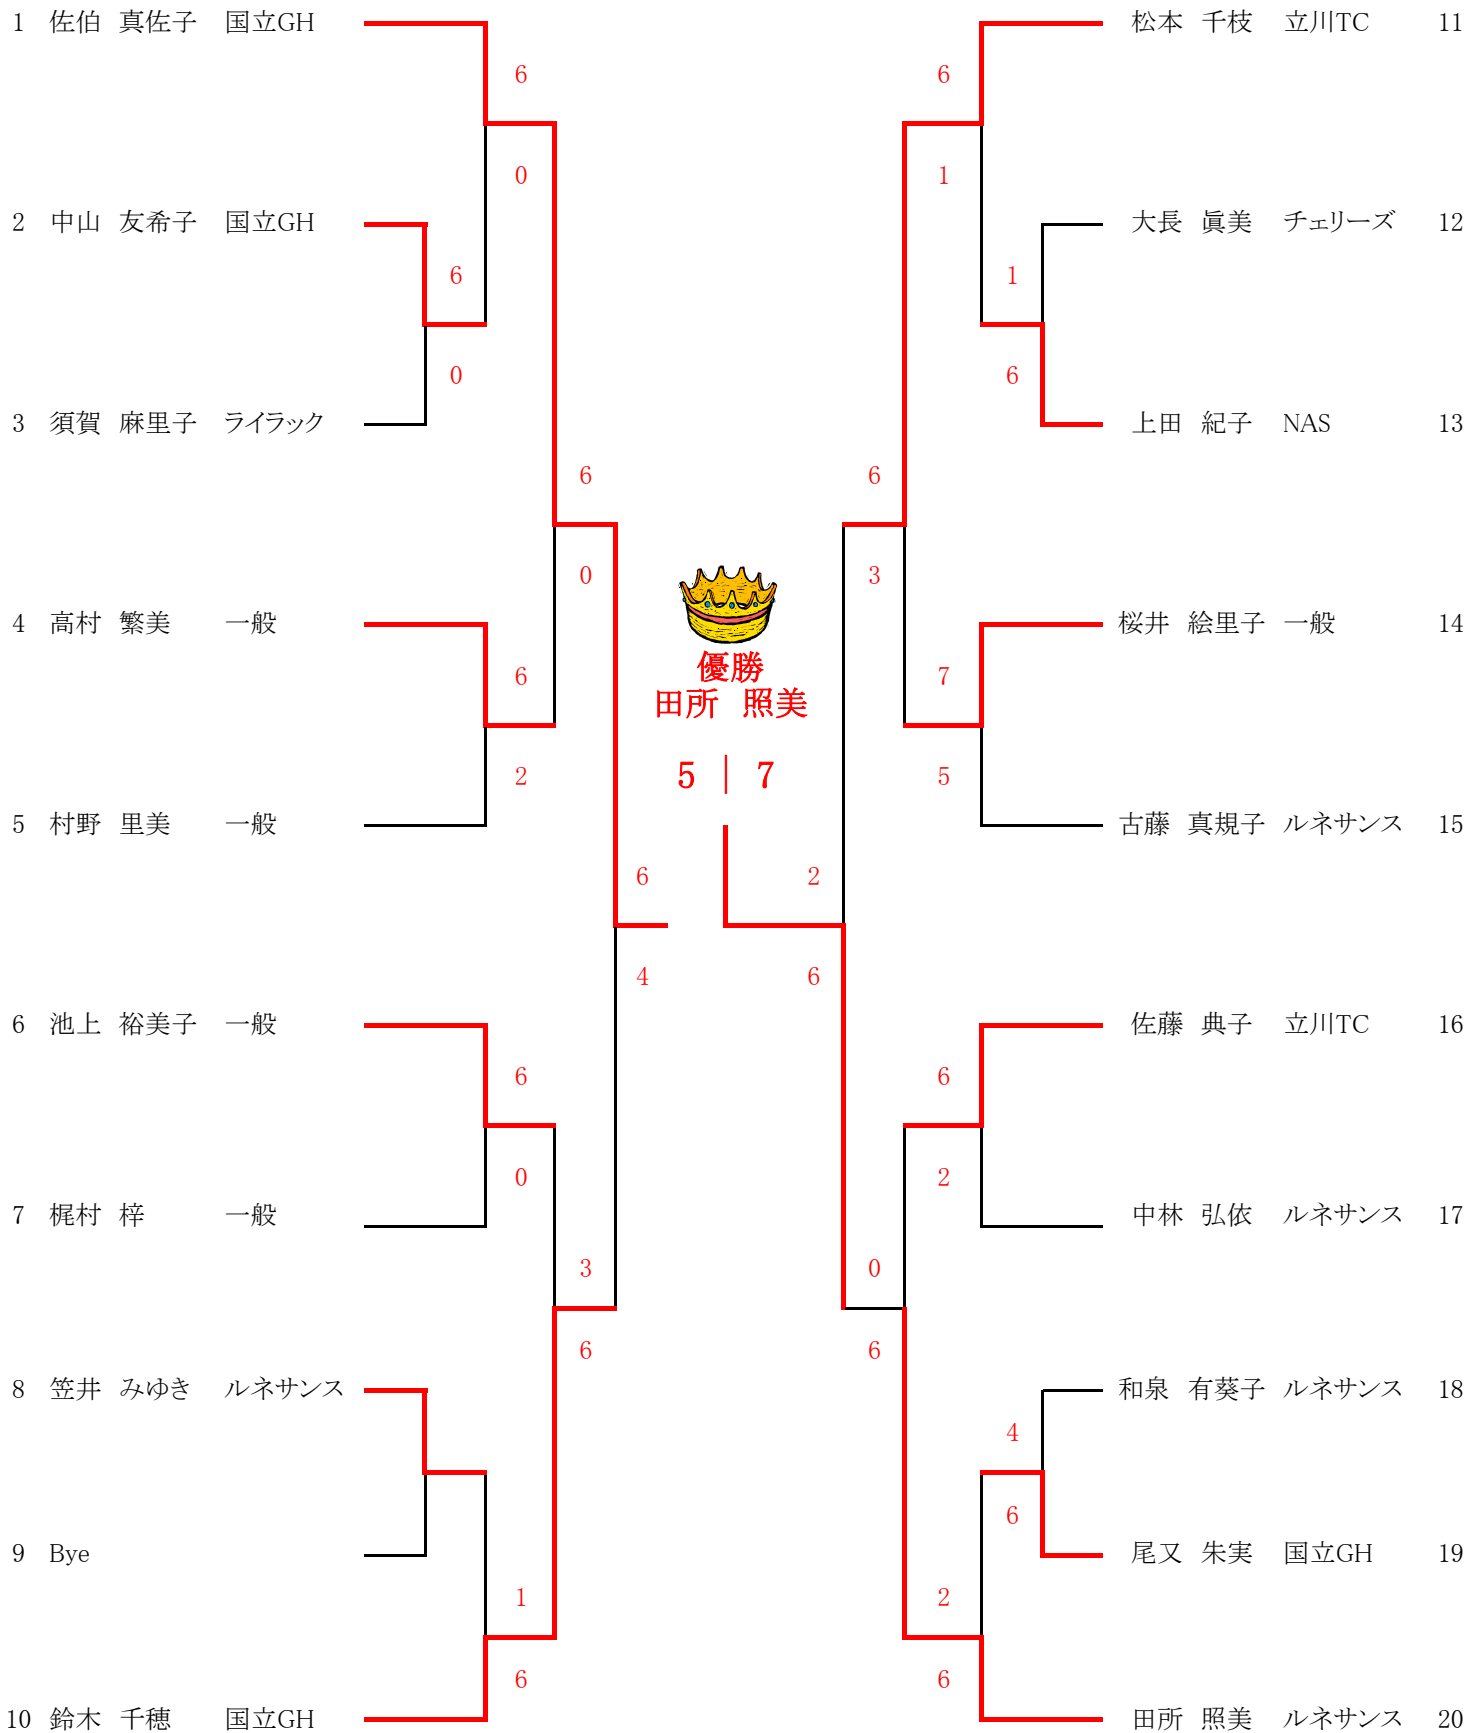 1 佐伯 真佐子 国立GH
松本 千枝 立川TC 11
6 6
0 1
2 中山 友希子 国立GH
大長 眞美 チェリーズ 12
6 1
0 6
3 須賀 麻里子 ライラック
上田 紀子 NAS 13
6 6
0 3
4 高村 繁美 一般
桜井 絵里子 一般 14
優勝
6 7
田所 照美
5 | 7
2 5
5 村野 里美 一般
古藤 真規子 ルネサンス 15
6 2
4 6
6 池上 裕美子 一般
佐藤 典子 立川TC 16
6 6
0 2
7 梶村 梓 一般
中林 弘依 ルネサンス 17
3 0
6 6
8 笠井 みゆき ルネサンス
和泉 有葵子 ルネサンス 18
4
6
9 Bye
尾又 朱実 国立GH 19
1 2
6 6
10 鈴木 千穂 国立GH
田所 照美 ルネサンス 20